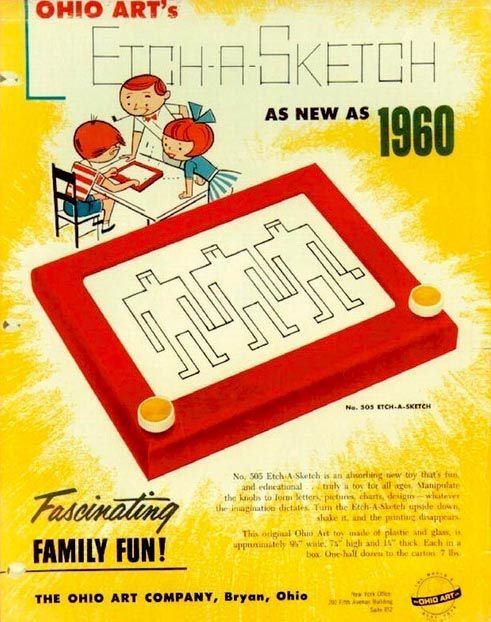 OHIO ART's
ETCH-A-SKETCH
AS NEW AS 1960
No. 505 ETCH-A-SKETCH
No. 505 Etch-A-Sketch is an absorbing new toy that's fun,
and educational . . . truly a toy for all ages. Manipulate
the knobs to form letters, pictures, charts, designs — whatever
the imagination dictates. Turn the Etch-A-Sketch upside down,
shake it, and the printing disappears.
This original Ohio Art toy made of plastic and glass, is
approximately 9½" wide, 7¾" high and 1¼" thick. Each in a
box. One-half dozen to the carton. 7 lbs.
Fascinating
FAMILY FUN!
THE OHIO ART COMPANY, Bryan, Ohio
New York Office
200 Fifth Avenue Building
Suite
OHIO ART